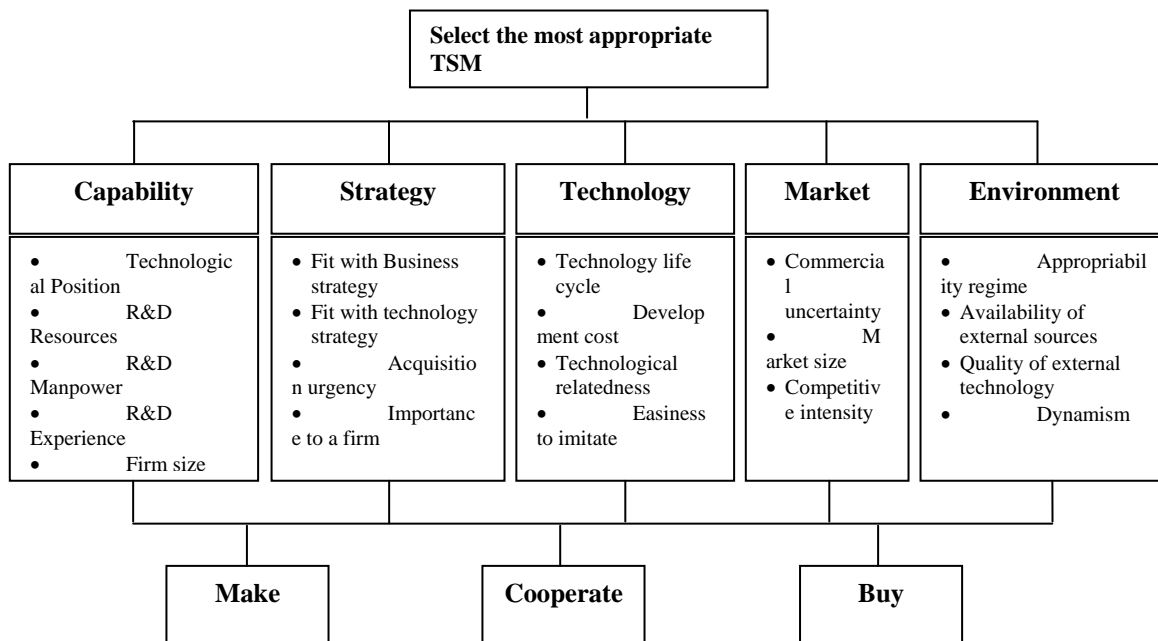 Select the most appropriate
TSM
Capability
Strategy
Technology
Market
Environment
• Technologic
al Position
• R&D
Resources
• R&D
Manpower
• R&D
Experience
• Firm size
• Fit with Business
strategy
• Fit with technology
strategy
• Acquisitio
n urgency
• Importanc
e to a firm
• Technology life
cycle
• Develop
ment cost
• Technological
relatedness
• Easiness
to imitate
• Commercia
l
uncertainty
• M
arket size
• Competitiv
e intensity
• Appropriabil
ity regime
• Availability of
external sources
• Quality of external
technology
• Dynamism
Make
Cooperate
Buy